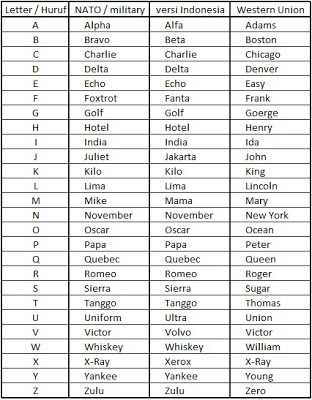 Letter / Huruf NATO / military versi Indonesia Western Union
A Alpha Alfa Adams
B Bravo Beta Boston
C Charlie Charlie Chicago
D Delta Delta Denver
E Echo Echo Easy
F Foxtrot Fanta Frank
G Golf Golf Goerge
H Hotel Hotel Henry
I India India Ida
J Juliet Jakarta John
K Kilo Kilo King
L Lima Lima Lincoln
M Mike Mama Mary
N November November New York
O Oscar Oscar Ocean
P Papa Papa Peter
Q Quebec Quebec Queen
R Romeo Romeo Roger
S Sierra Sierra Sugar
T Tanggo Tanggo Thomas
U Uniform Ultra Union
V Victor Volvo Victor
W Whiskey Whiskey William
X X-Ray Xerox X-Ray
Y Yankee Yankee Young
Z Zulu Zulu Zero